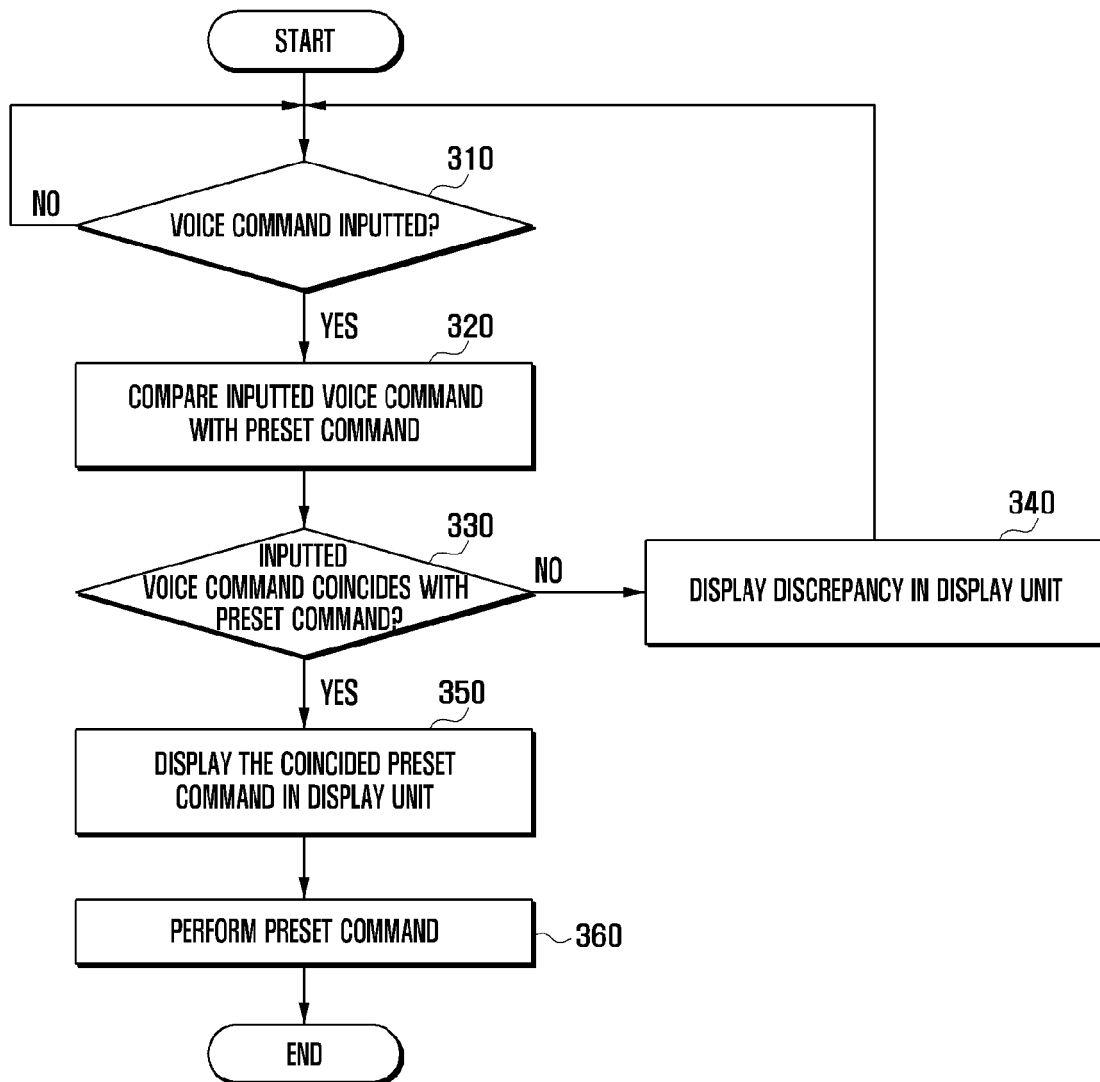 START
310
NO
VOICE COMMAND INPUTTED?
YES
320
COMPARE INPUTTED VOICE COMMAND
WITH PRESET COMMAND
330
INPUTTED
VOICE COMMAND COINCIDES WITH
PRESET COMMAND?
NO
340
DISPLAY DISCREPANCY IN DISPLAY UNIT
YES
350
DISPLAY THE COINCIDED PRESET
COMMAND IN DISPLAY UNIT
PERFORM PRESET COMMAND
360
END